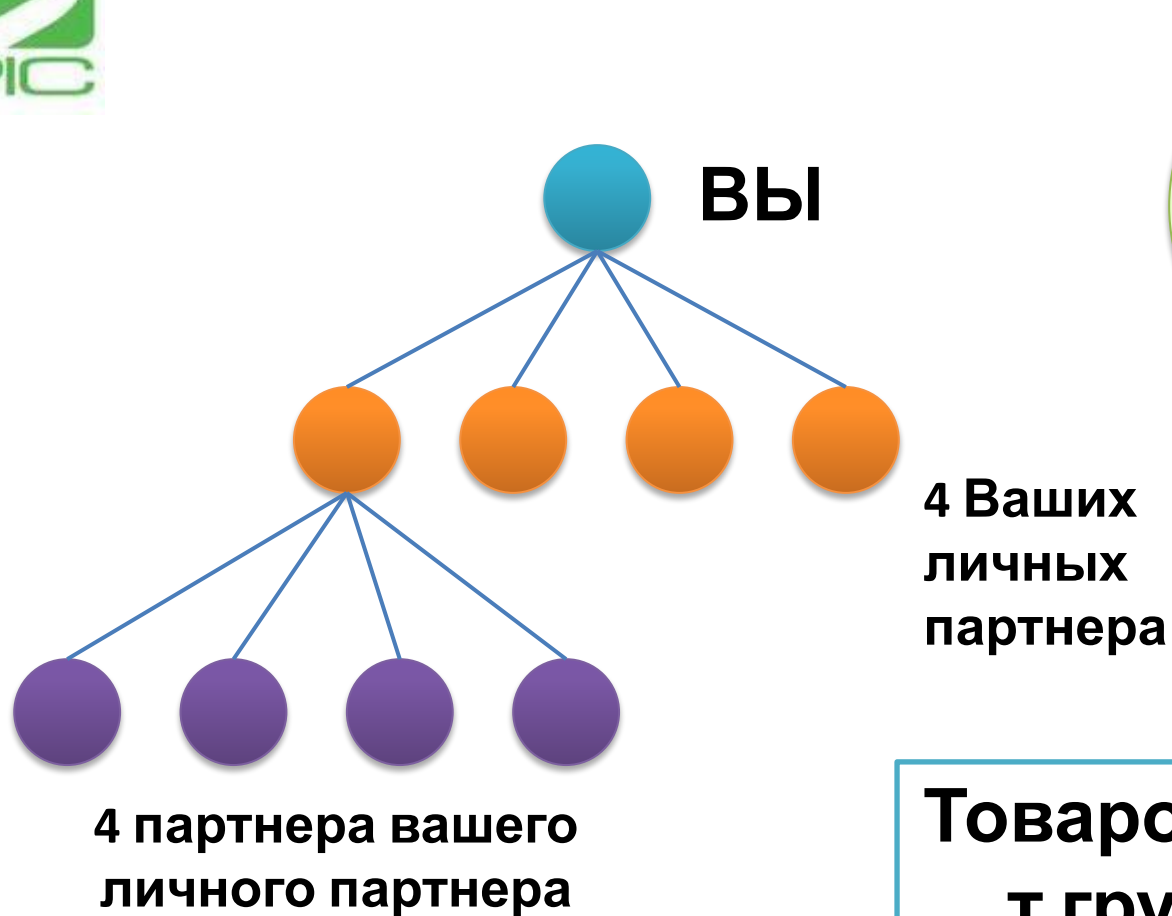 ВЫ
4 Ваших
личных
партнера
4 партнера вашего
личного партнера